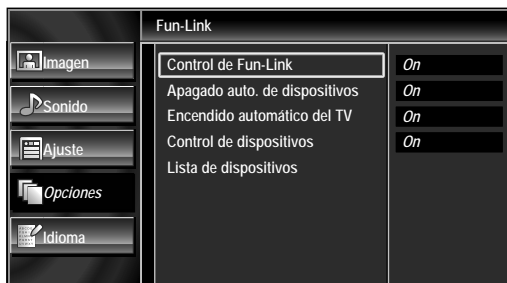 Fun-Link
Imagen
Sonido
Ajuste
Opciones
Idioma
Control de Fun-Link On
Apagado auto. de dispositivos On
Encendido automático del TV On
Control de dispositivos On
Lista de dispositivos